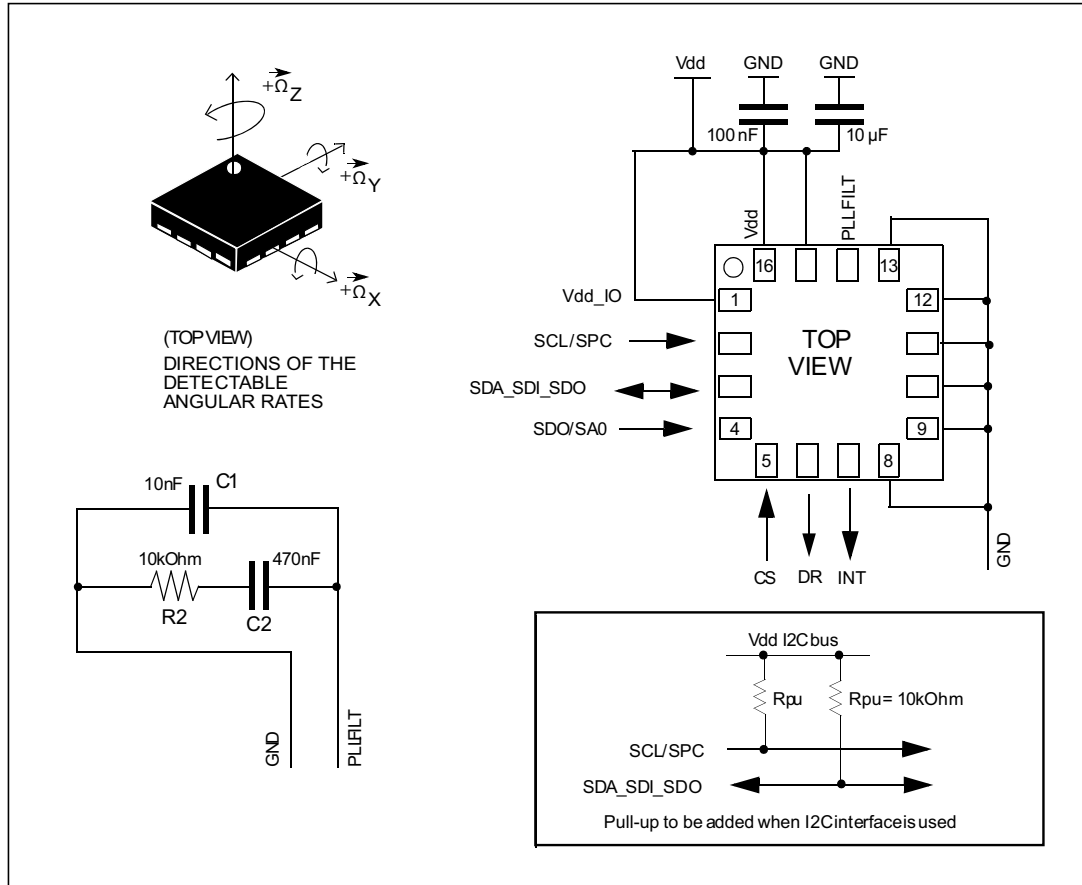 +Ω Z
+Ω Y
+Ω X
(TOP VIEW)
DIRECTIONS OF THE
DETECTABLE
ANGULAR RATES
Vdd
GND
GND
100 nF
10 µF
Vdd
PLLFILT
16
13
Vdd_IO
1
12
SCL/SPC
TOP
VIEW
SDA_SDI_SDO
SDO/SA0
4
9
5
8
CS
DR
INT
GND
10nF
C1
10kOhm
470nF
R2
C2
GND
PLLFILT
Vdd I2C bus
Rpu
Rpu= 10kOhm
SCL/SPC
SDA_SDI_SDO
Pull-up to be added when I2C interface is used